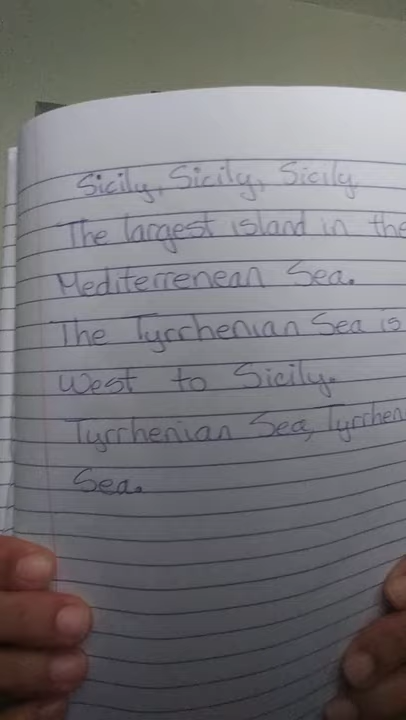 Sicily, Sicily, Sicily
The largest island in the
Mediterrenean Sea.
The Tyrrhenian Sea is
west to Sicily.
Tyrrhenian Sea, Tyrrhen
Sea.